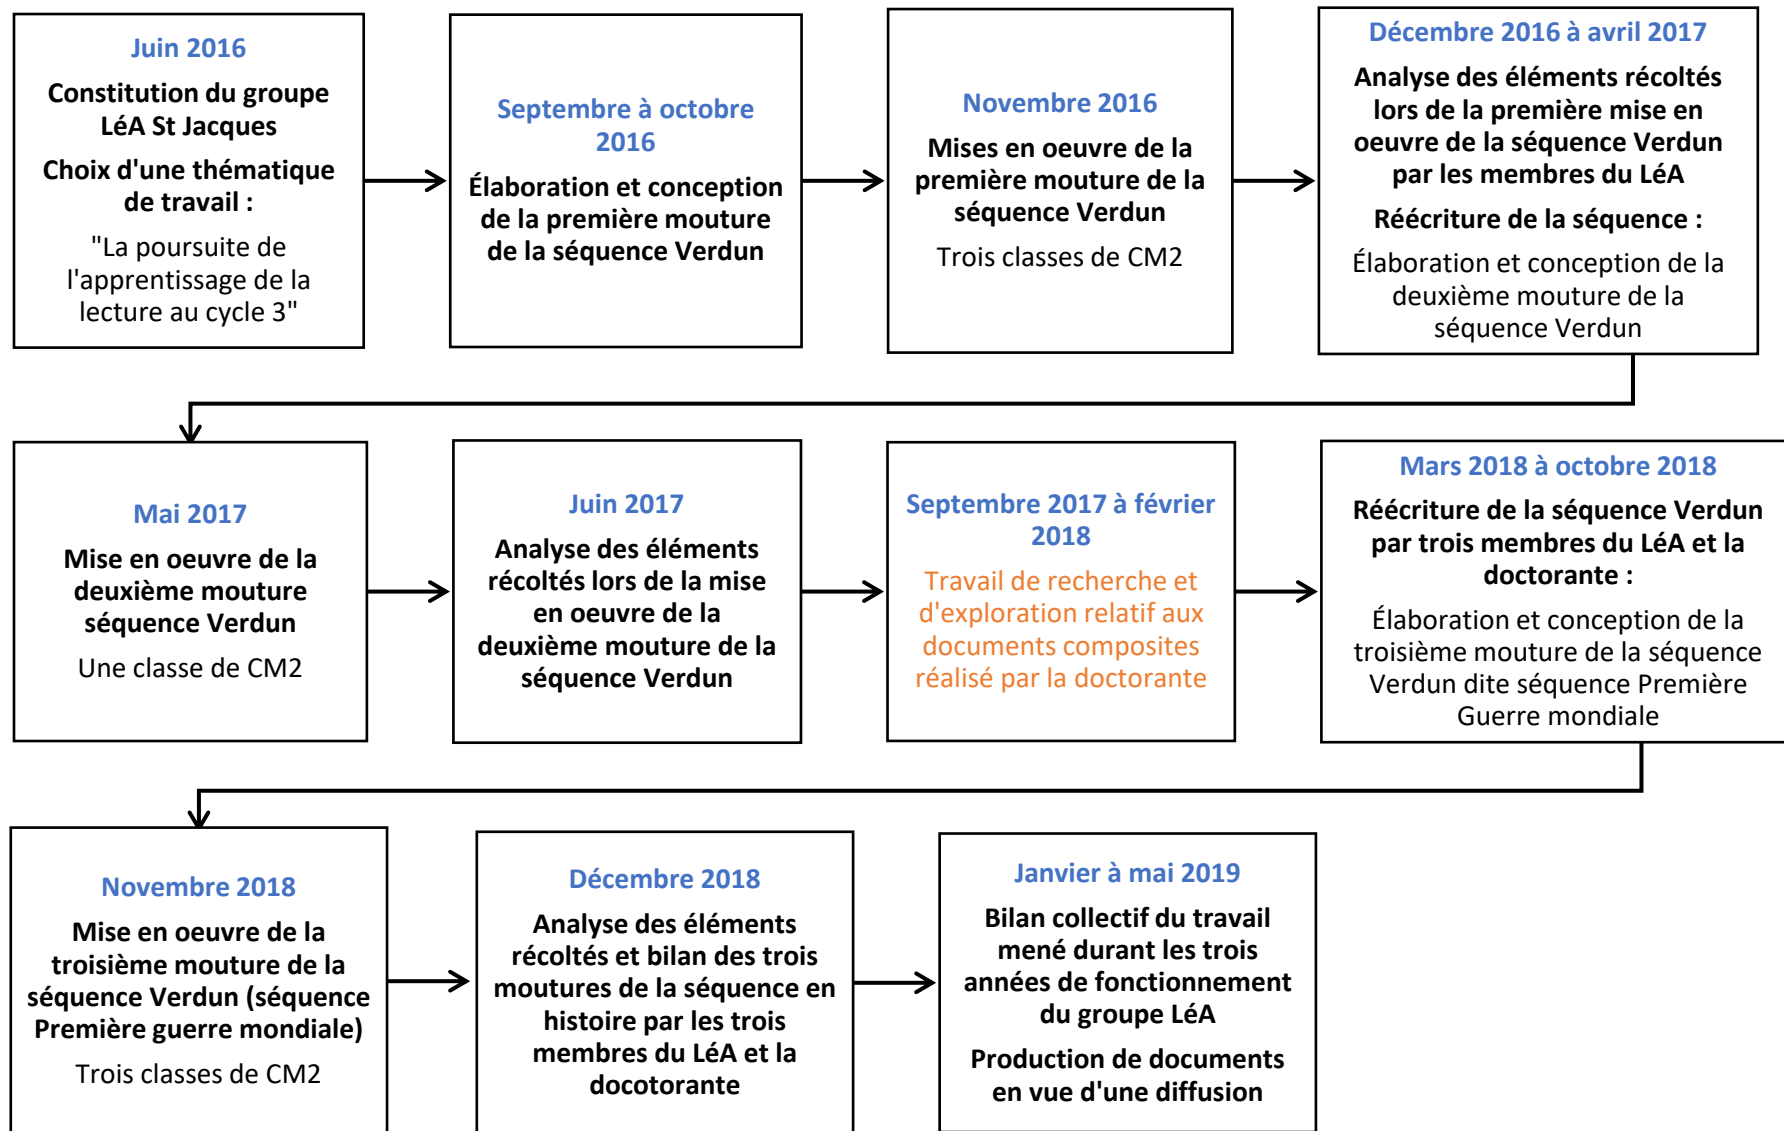 Juin 2016
Constitution du groupe
LéA St Jacques
Choix d'une thématique
de travail :
"La poursuite de
l'apprentissage de la
lecture au cycle 3"
Septembre à octobre
2016
Élaboration et conception
de la première mouture
de la séquence Verdun
Novembre 2016
Mises en oeuvre de la
première mouture de la
séquence Verdun
Trois classes de CM2
Décembre 2016 à avril 2017
Analyse des éléments récoltés
lors de la première mise en
oeuvre de la séquence Verdun
par les membres du LéA
Réécriture de la séquence :
Élaboration et conception de la
deuxième mouture de la
séquence Verdun
Mai 2017
Mise en oeuvre de la
deuxième mouture
séquence Verdun
Une classe de CM2
Juin 2017
Analyse des éléments
récoltés lors de la mise
en oeuvre de la
deuxième mouture de la
séquence Verdun
Septembre 2017 à février
2018
Travail de recherche et
d'exploration relatif aux
documents composites
réalisé par la doctorante
Mars 2018 à octobre 2018
Réécriture de la séquence Verdun
par trois membres du LéA et la
doctorante :
Élaboration et conception de la
troisième mouture de la séquence
Verdun dite séquence Première
Guerre mondiale
Novembre 2018
Mise en oeuvre de la
troisième mouture de la
séquence Verdun (séquence
Première guerre mondiale)
Trois classes de CM2
Décembre 2018
Analyse des éléments
récoltés et bilan des trois
moutures de la séquence en
histoire par les trois
membres du LéA et la
docotorante
Janvier à mai 2019
Bilan collectif du travail
mené durant les trois
années de fonctionnement
du groupe LéA
Production de documents
en vue d'une diffusion